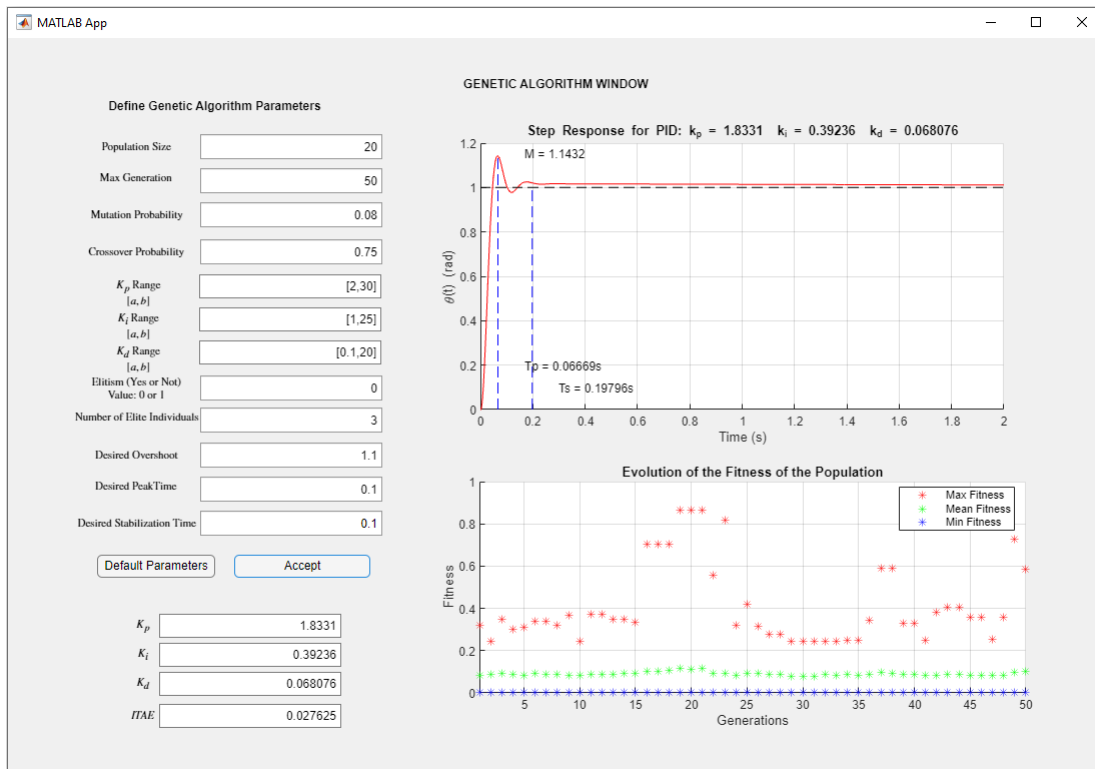 MATLAB App
Define Genetic Algorithm Parameters
Population Size 20
Max Generation 50
Mutation Probability 0.08
Crossover Probability 0.75
Kp Range [2,30]
[a, b]
Ki Range [1,25]
[a, b]
Kd Range [0.1,20]
[a, b]
Elitism (Yes or Not) 0
Value: 0 or 1
Number of Elite Individuals 3
Desired Overshoot 1.1
Desired PeakTime 0.1
Desired Stabilization Time 0.1
Default Parameters Accept
Kp 1.8331
Ki 0.39236
Kd 0.068076
ITAE 0.027625
GENETIC ALGORITHM WINDOW
Step Response for PID: kp = 1.8331 ki = 0.39236 kd = 0.068076
M = 1.1432
1.2
1
0.8
0.6
0.4
0.2
0
θ(t) (rad)
Tp = 0.06669s
Ts = 0.19796s
0 0.2 0.4 0.6 0.8 1 1.2 1.4 1.6 1.8 2
Time (s)
Evolution of the Fitness of the Population
1
0.8
0.6
0.4
0.2
0
Fitness
Max Fitness
Mean Fitness
Min Fitness
5 10 15 20 25 30 35 40 45 50
Generations